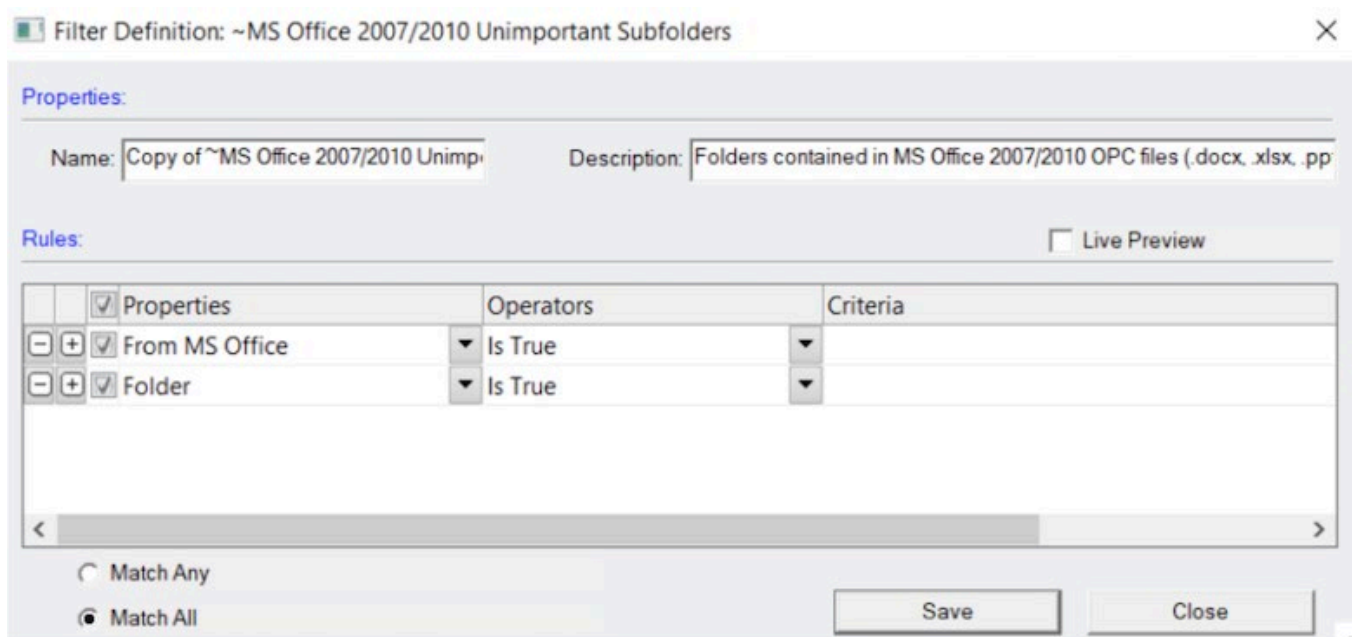 Filter Definition: ~MS Office 2007/2010 Unimportant Subfolders
Properties:
Name: Copy of ~MS Office 2007/2010 Unimp Description: Folders contained in MS Office 2007/2010 OPC files (.docx, .xlsx, .pp
Rules: Live Preview
Properties Operators Criteria
From MS Office Is True
Folder Is True
Match Any
Match All Save Close